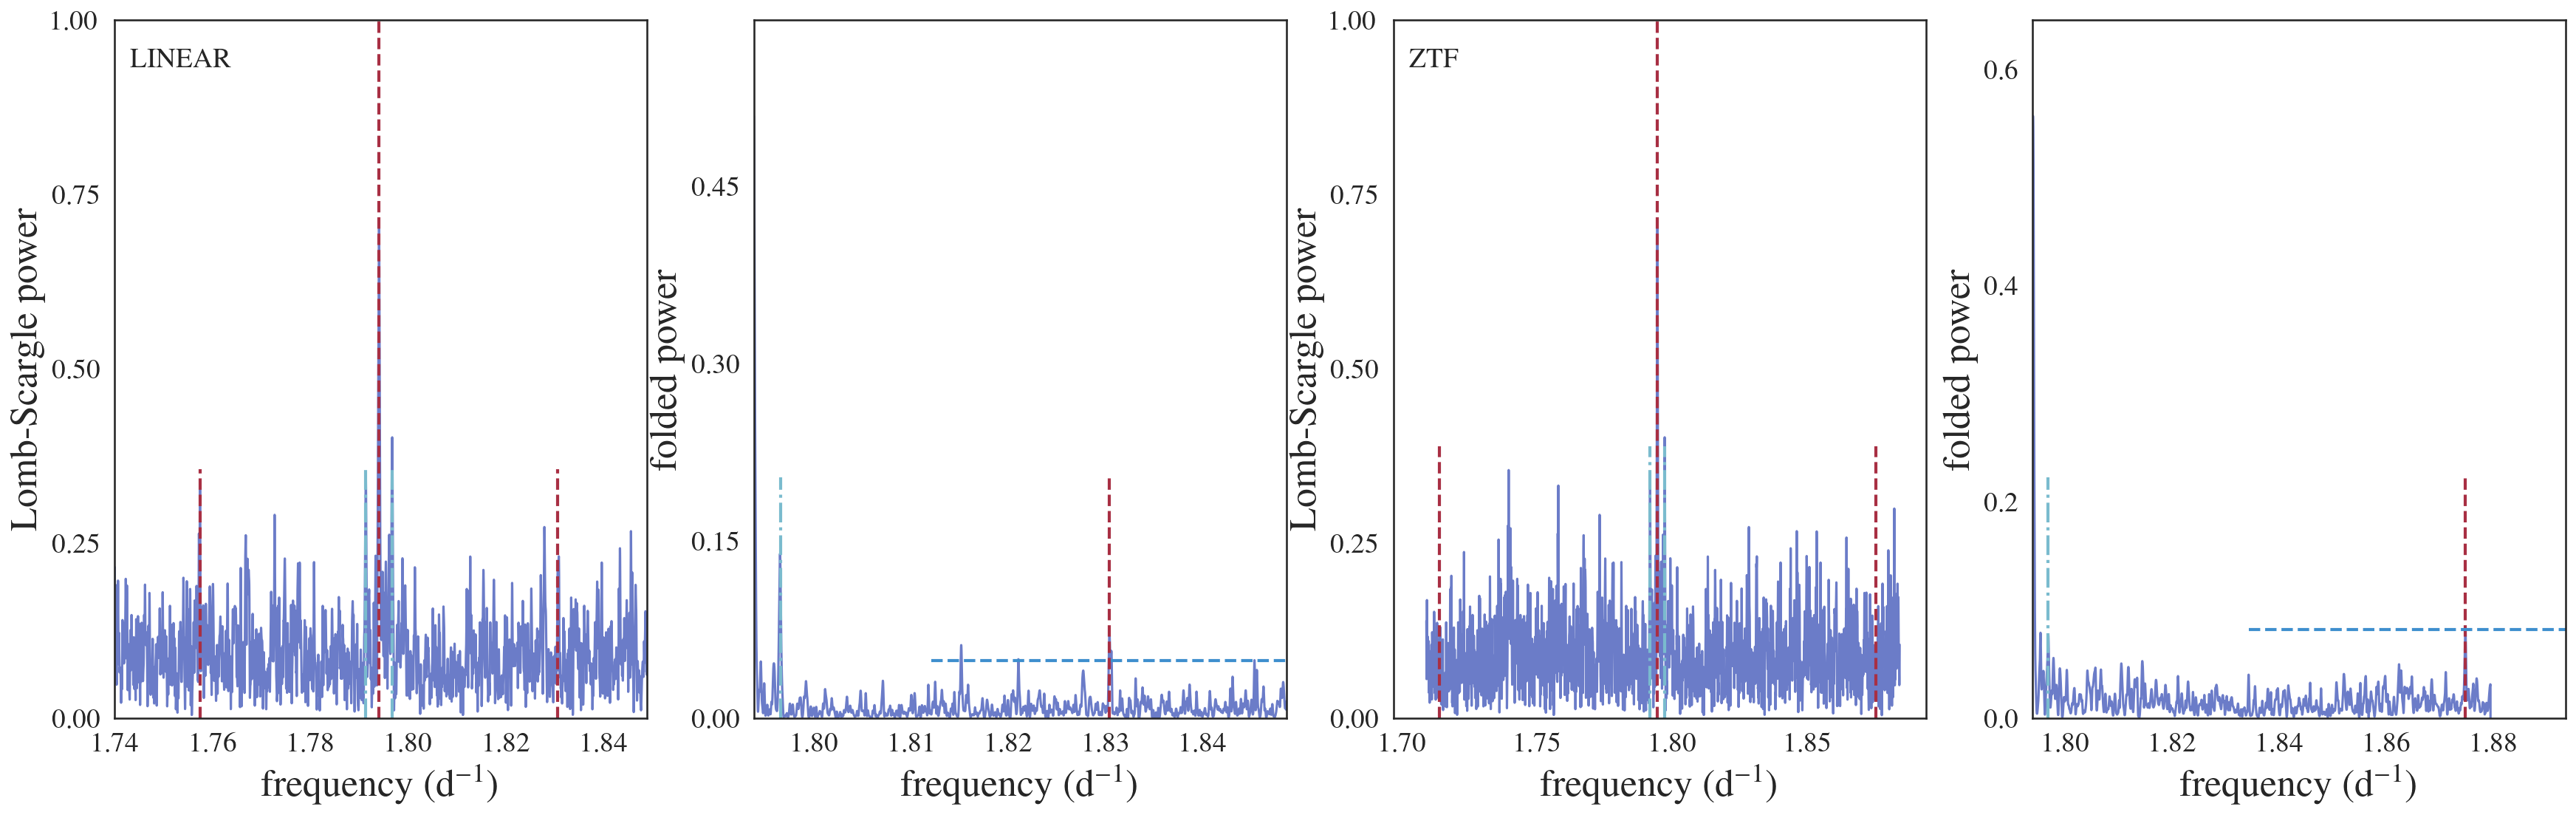 LINEAR
Lomb-Scargle power
1.00
0.75
0.50
0.25
0.00
1.74 1.76 1.78 1.80 1.82 1.84
frequency (d⁻¹)
folded power
0.45
0.30
0.15
0.00
1.80 1.81 1.82 1.83 1.84
frequency (d⁻¹)
ZTF
Lomb-Scargle power
1.00
0.75
0.50
0.25
0.00
1.70 1.75 1.80 1.85
frequency (d⁻¹)
folded power
0.6
0.4
0.2
0.0
1.80 1.82 1.84 1.86 1.88
frequency (d⁻¹)